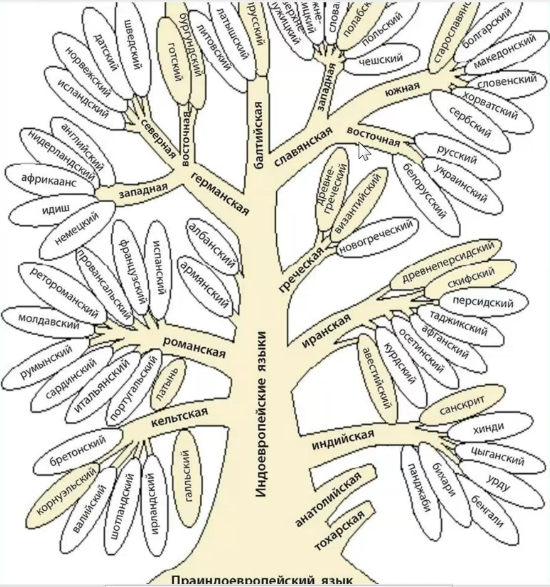 шведский
датский
норвежский
исландский
северная
готский
бургундский
восточная
английский
нидерландский
африкаанс
идиш
немецкий
западная
германская
литовский
латышский
балтийская
полабский
польский
чешский
западная
старославянский
болгарский
македонский
словенский
хорватский
сербский
южная
славянская
восточная
русский
украинский
белорусский
древне-
греческий
византийский
новогреческий
греческая
албанский
армянский
испанский
французский
провансальский
ретороманский
молдавский
румынский
сардинский
итальянский
португальский
латынь
романская
древнеперсидский
скифский
персидский
таджикский
афганский
осетинский
курдский
авестийский
иранская
кельтская
бретонский
корнуэльский
валийский
шотландский
ирландский
галльский
индийская
санскрит
хинди
цыганский
урду
бенгали
бихари
панджаби
анатолийская
тохарская
Индоевропейские языки
Праиндоевропейский язык